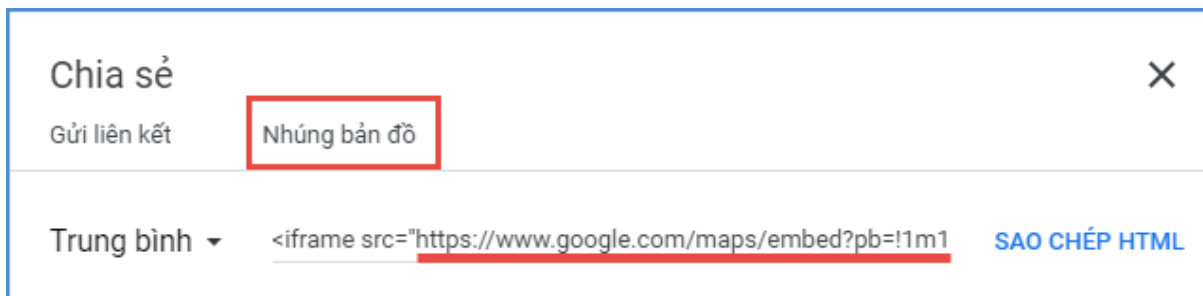 Chia sẻ
Gửi liên kết Nhúng bản đồ
Trung bình <iframe src="https://www.google.com/maps/embed?pb=!1m1 SAO CHÉP HTML